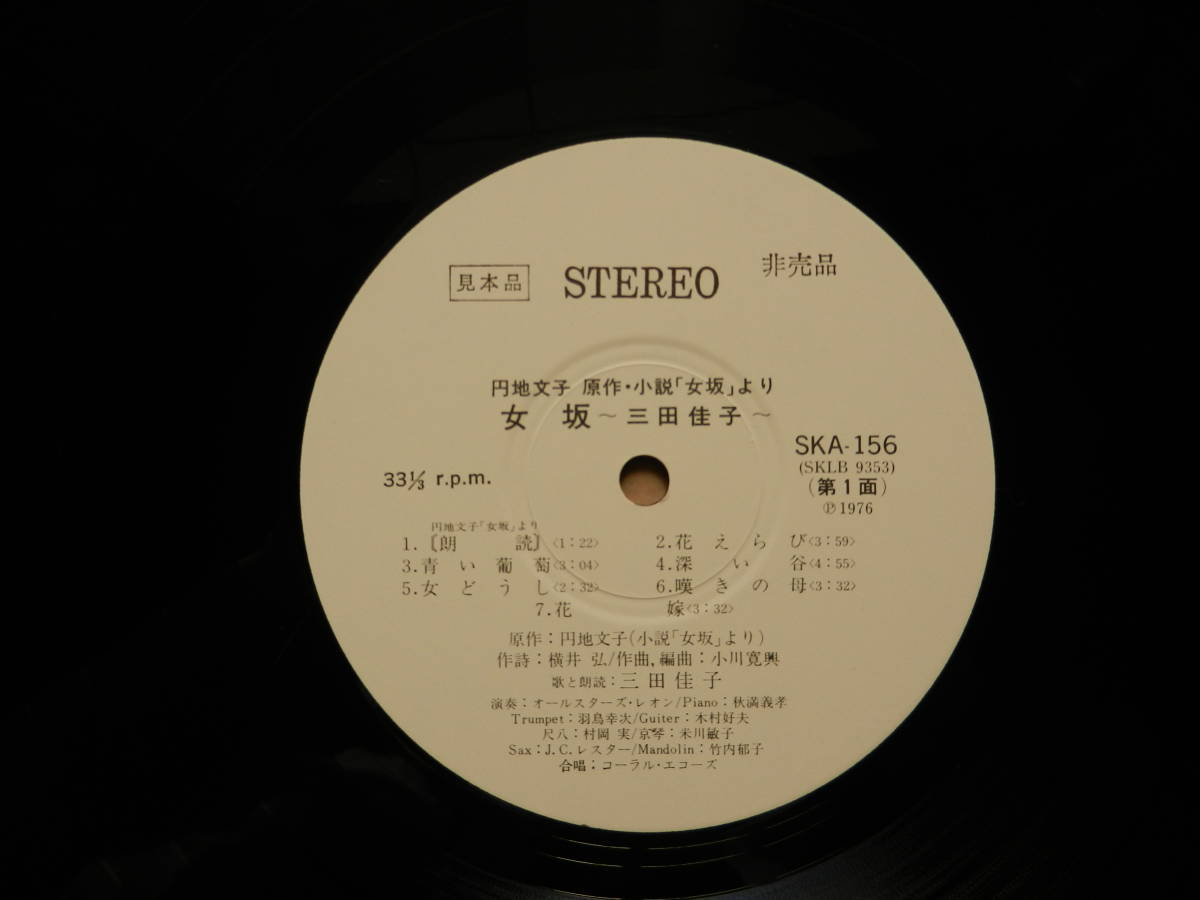 見本品 STEREO 非売品
円地文子 原作・小説「女坂」より
女 坂 ~ 三田佳子 ~
SKA-156
(SKLB 9353)
33⅓ r.p.m.
(第1面)
Ⓟ1976
円地文子「女坂」より
1.〔朗 読〕〈1:22〉 2.花えらび〈3:59〉
3.青い葡萄〈3:04〉 4.深い谷〈4:55〉
5.女どうし〈2:32〉 6.嘆きの母〈3:32〉
7.花 嫁〈3:32〉
原作:円地文子(小説「女坂」より)
作詩:横井 弘/作曲,編曲:小川寛興
歌と朗読:三田佳子
演奏:オールスターズ・レオン/Piano:秋満義孝
Trumpet:羽鳥幸次/Guiter:木村好夫
尺八:村岡 実/京琴:米川敏子
Sax:J.C.レスター/Mandolin:竹内郁子
合唱:コーラル・エコーズ